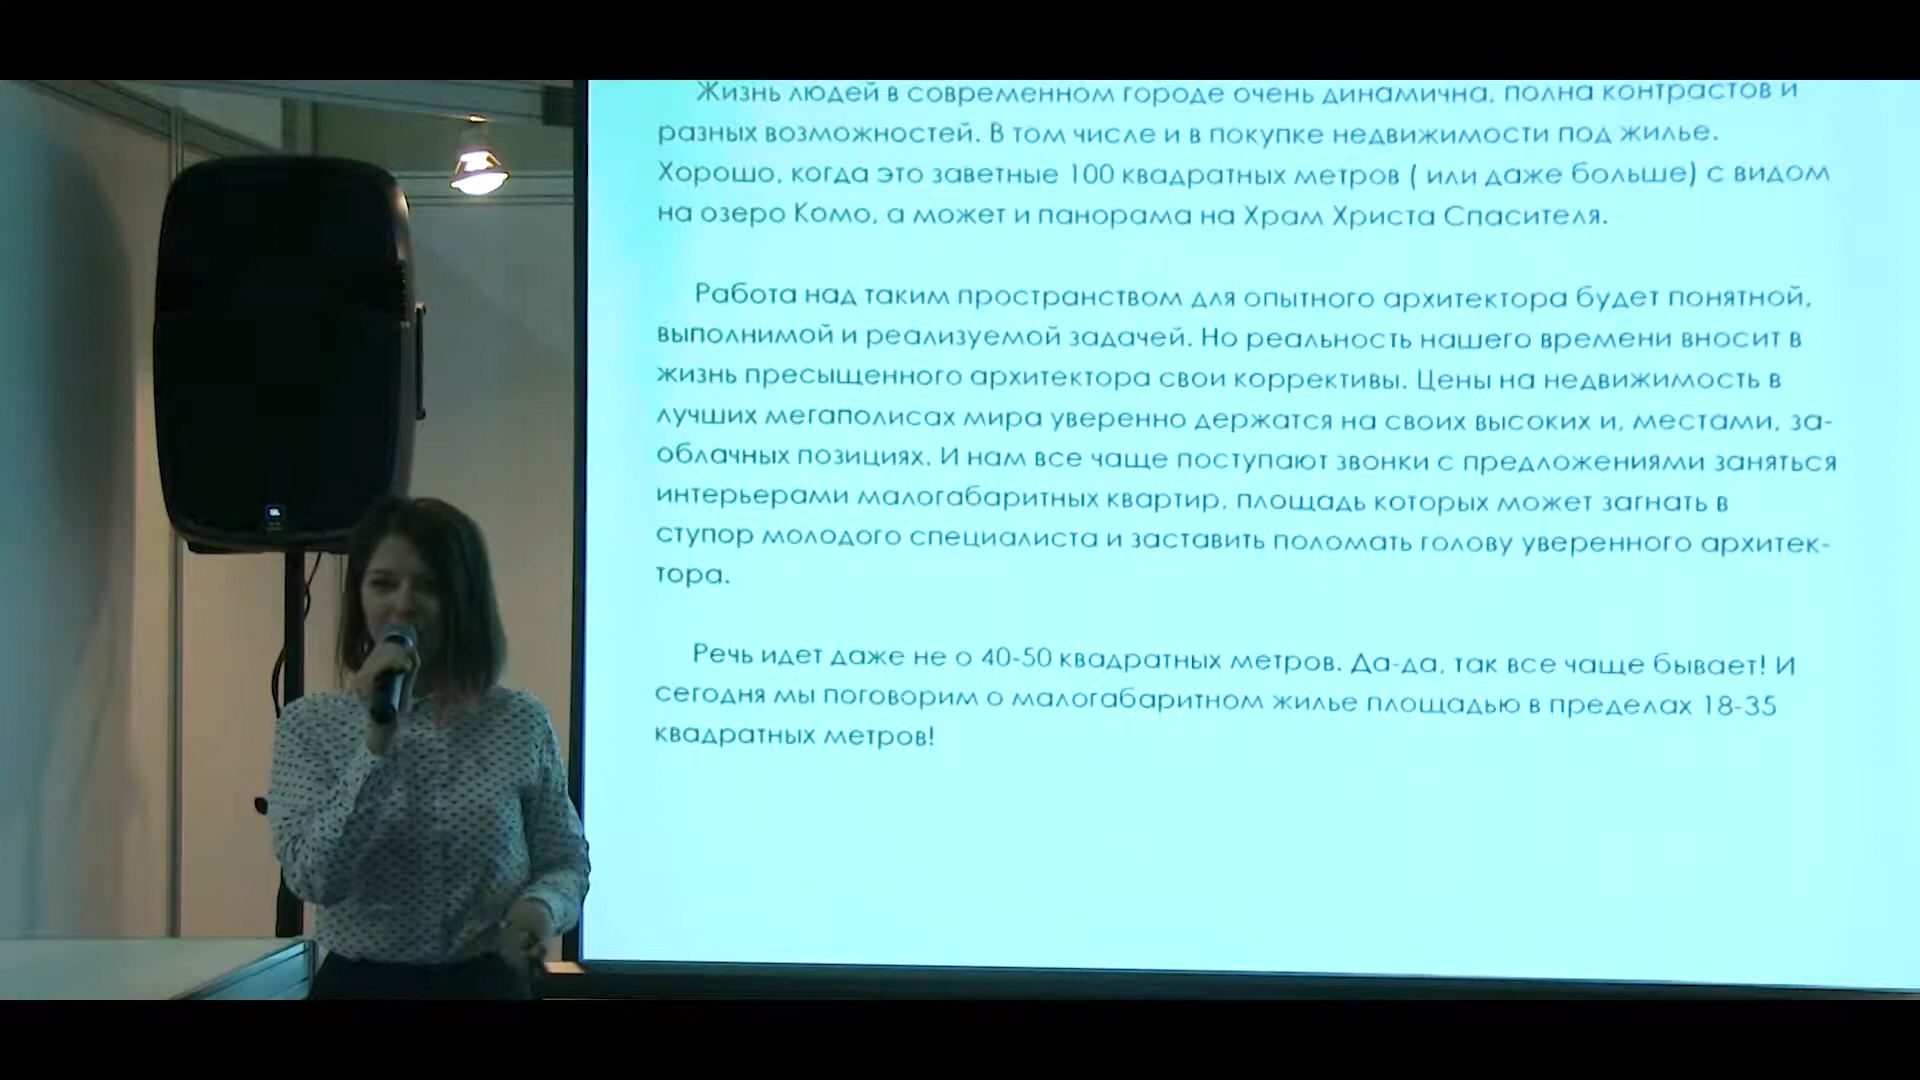 Жизнь людей в современном городе очень динамична, полна контрастов и
разных возможностей. В том числе и в покупке недвижимости под жилье.
Хорошо, когда это заветные 100 квадратных метров ( или даже больше) с видом
на озеро Комо, а может и панорама на Храм Христа Спасителя.
Работа над таким пространством для опытного архитектора будет понятной,
выполнимой и реализуемой задачей. Но реальность нашего времени вносит в
жизнь пресыщенного архитектора свои коррективы. Цены на недвижимость в
лучших мегаполисах мира уверенно держатся на своих высоких и, местами, за-
облачных позициях. И нам все чаще поступают звонки с предложениями заняться
интерьерами малогабаритных квартир, площадь которых может загнать в
ступор молодого специалиста и заставить поломать голову уверенного архитек-
тора.
Речь идет даже не о 40-50 квадратных метров. Да-да, так все чаще бывает! И
сегодня мы поговорим о малогабаритном жилье площадью в пределах 18-35
квадратных метров!